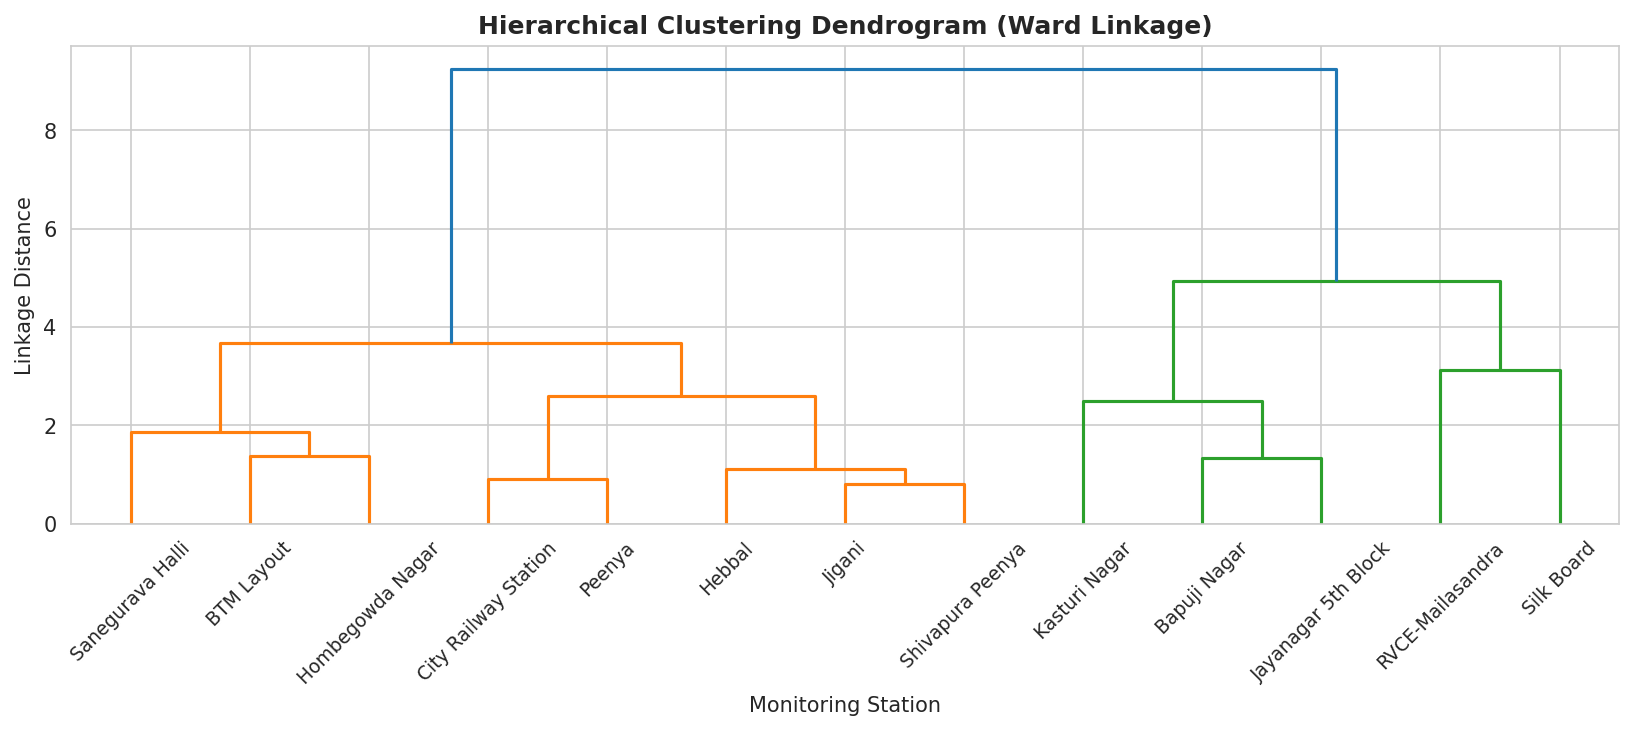 Hierarchical Clustering Dendrogram (Ward Linkage)
Linkage Distance
8
6
4
2
0
Sanegurava Halli
BTM Layout
Hombegowda Nagar
City Railway Station
Peenya
Hebbal
Jigani
Shivapura Peenya
Kasturi Nagar
Bapuji Nagar
Jayanagar 5th Block
RVCE-Mailasandra
Silk Board
Monitoring Station